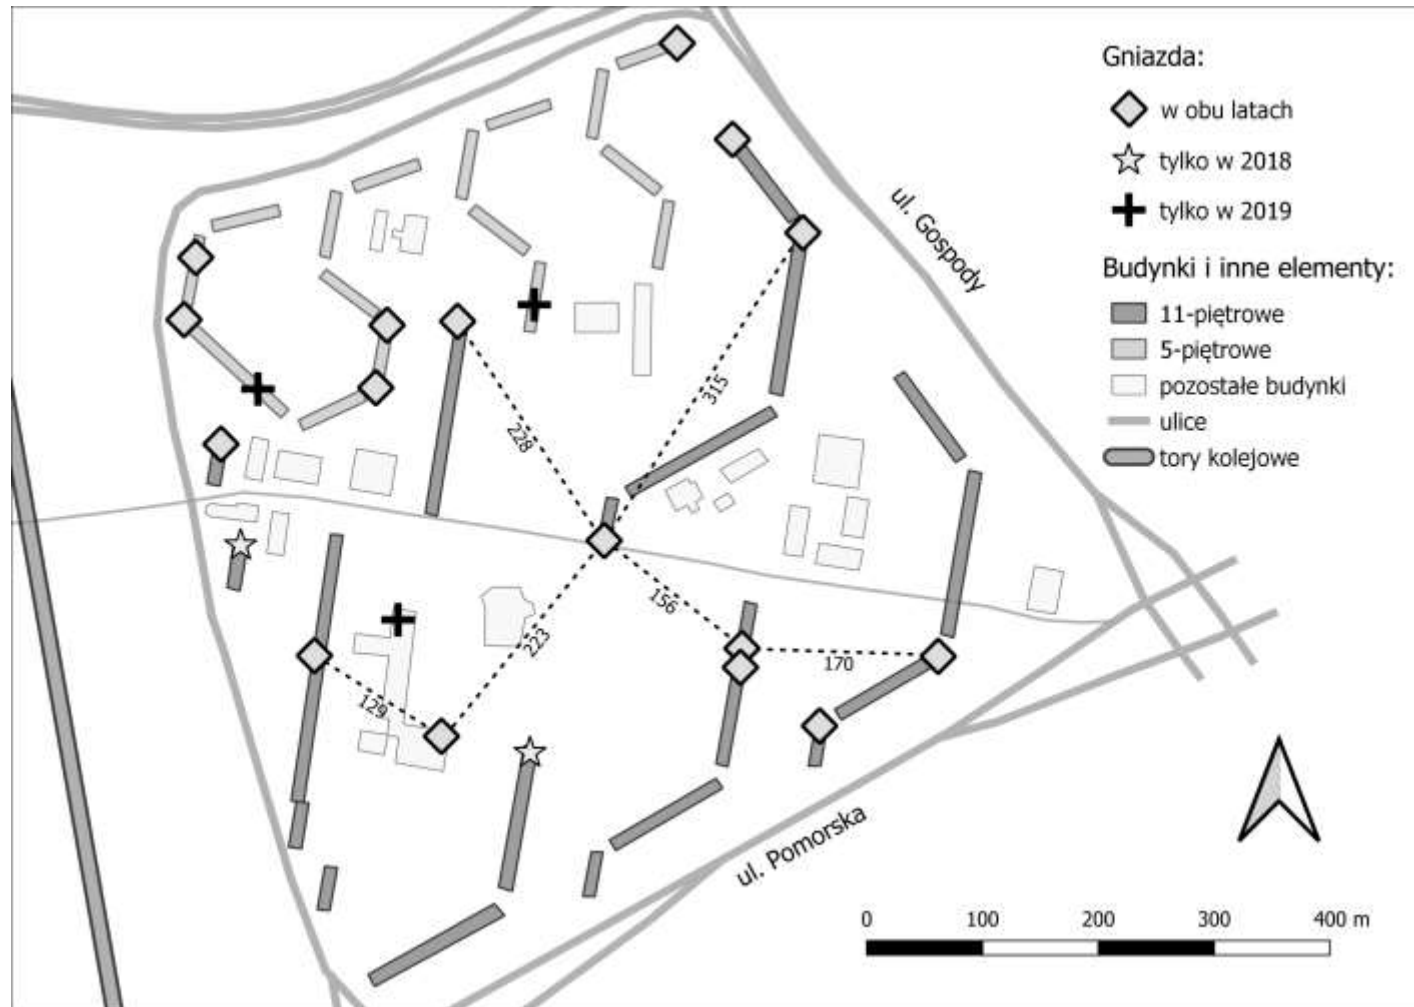 Gniazda:
w obu latach
tylko w 2018
tylko w 2019
Budynki i inne elementy:
11-piętrowe
5-piętrowe
pozostałe budynki
ulice
tory kolejowe
ul. Gospody
315
228
156
223
170
129
ul. Pomorska
0 100 200 300 400 m